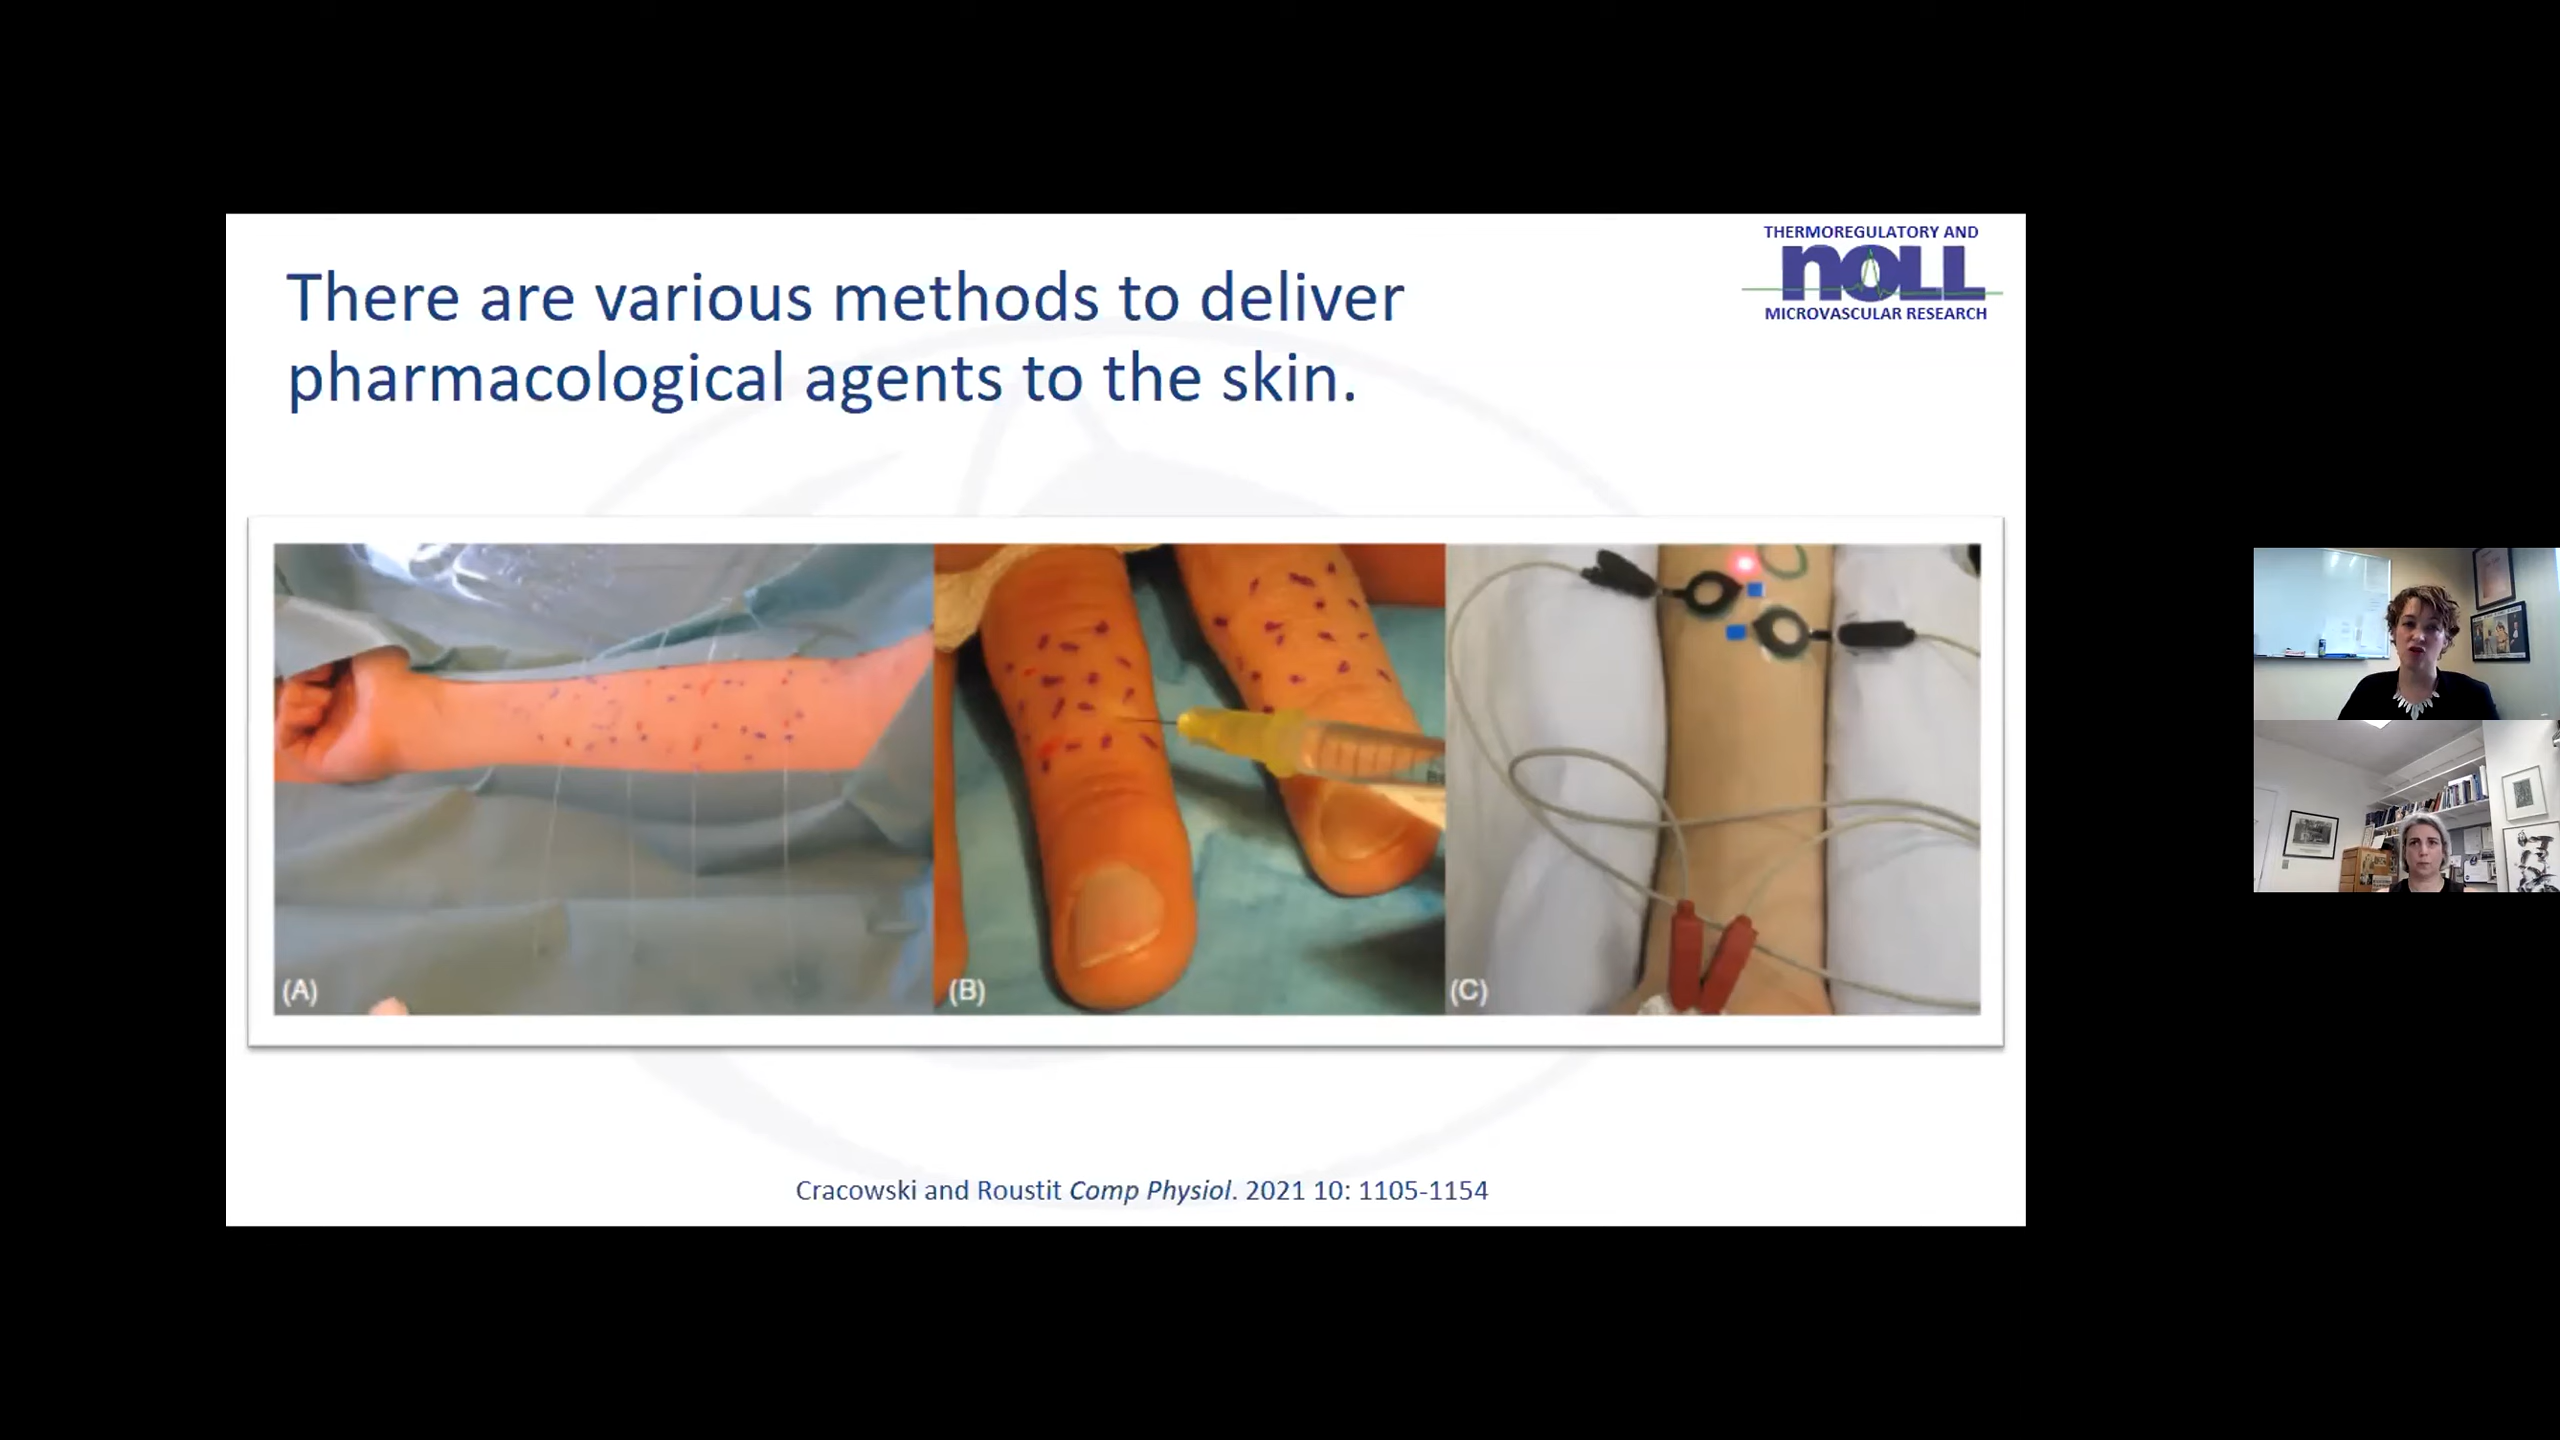 There are various methods to deliver
pharmacological agents to the skin.
THERMOREGULATORY AND
nOLL
MICROVASCULAR RESEARCH
(A)
(B)
(C)
Cracowski and Roustit Comp Physiol. 2021 10: 1105-1154